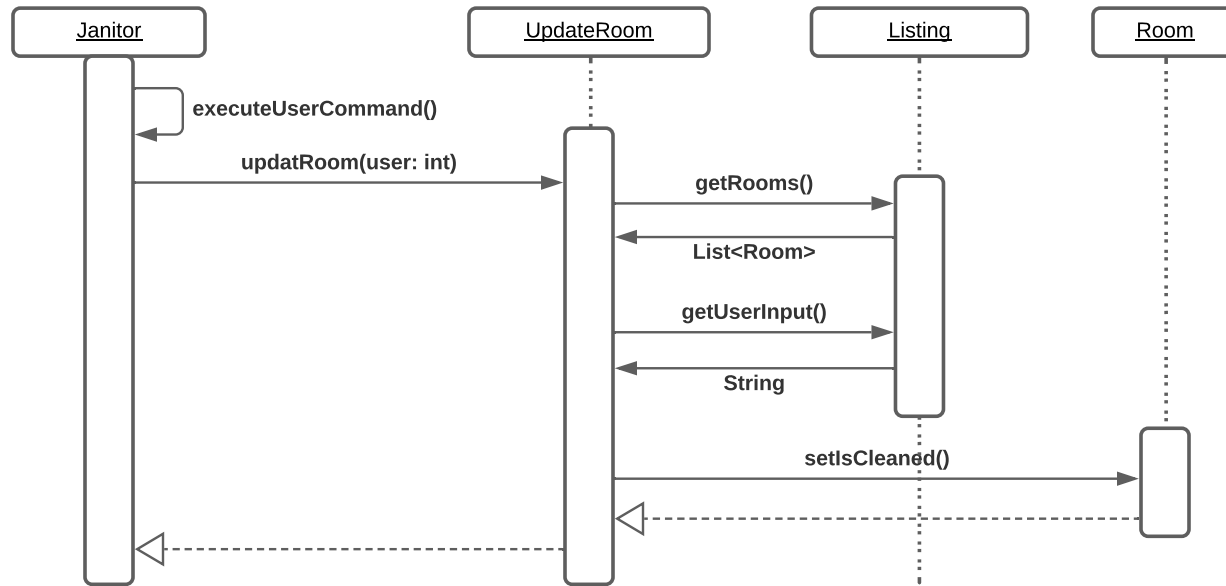 Janitor
UpdateRoom
Listing
Room
executeUserCommand()
updatRoom(user: int)
getRooms()
List<Room>
getUserInput()
String
setIsCleaned()